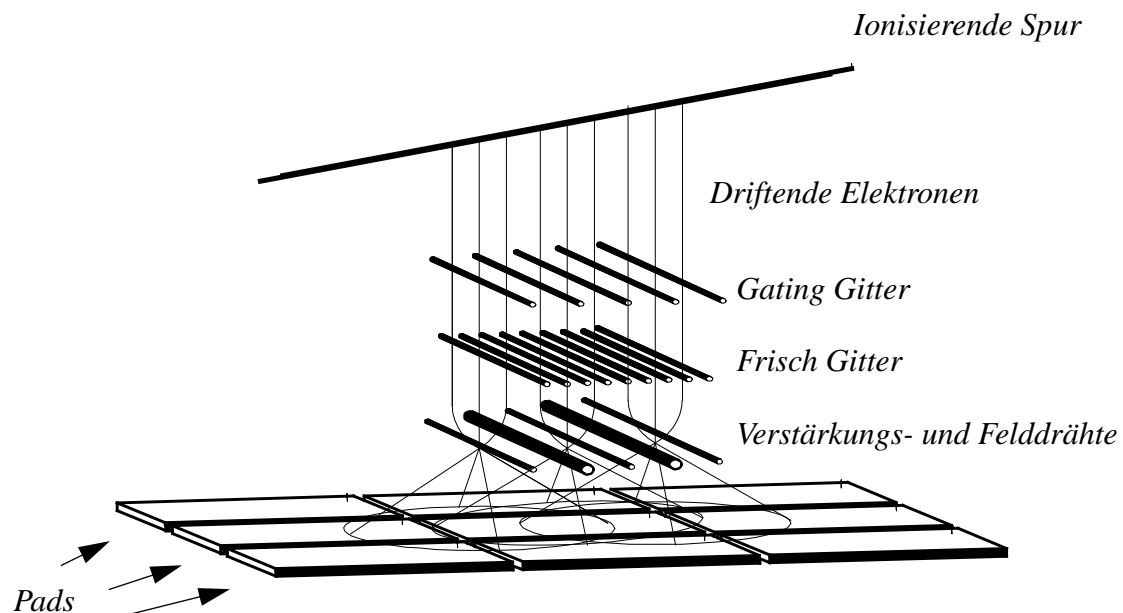 Ionisierende Spur
Driftende Elektronen
Gating Gitter
Frisch Gitter
Verstärkungs- und Felddrähte
Pads